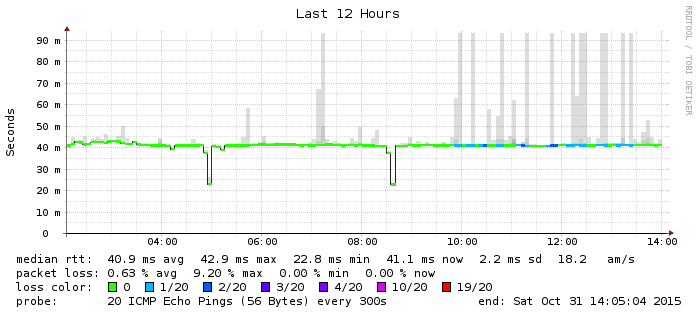 Last 12 Hours
RRDTOOL / TOBI OETIKER
Seconds
90 m
80 m
70 m
60 m
50 m
40 m
30 m
20 m
10 m
0
04:00 06:00 08:00 10:00 12:00 14:00
median rtt: 40.9 ms avg 42.9 ms max 22.8 ms min 41.1 ms now 2.2 ms sd 18.2 am/s
packet loss: 0.63 % avg 9.20 % max 0.00 % min 0.00 % now
loss color: 0 1/20 2/20 3/20 4/20 10/20 19/20
probe: 20 ICMP Echo Pings (56 Bytes) every 300s end: Sat Oct 31 14:05:04 2015